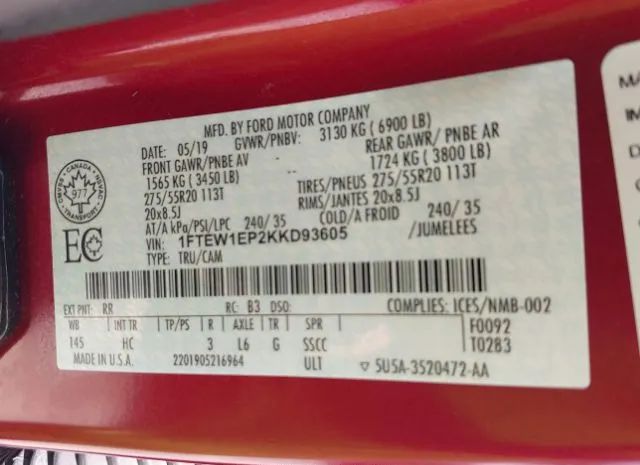 MFD. BY FORD MOTOR COMPANY
DATE: 05/19 GVWR/PNBV: 3130 KG ( 6900 LB)
FRONT GAWR/PNBE AV REAR GAWR/ PNBE AR
1565 KG ( 3450 LB) 1724 KG ( 3800 LB)
275/55R20 113T TIRES/PNEUS 275/55R20 113T
20x8.5J RIMS/JANTES 20x8.5J
AT/A kPa/PSI/LPC 240/ 35 COLD/A FROID 240/ 35
VIN: 1FTEW1EP2KKD93605 /JUMELEES
TYPE: TRU/CAM
CANADA
TRANSPORT
977
EC
EXT PNT: RR RC: B3 DSO: COMPLIES: ICES/NMB-002
WB INT TR TP/PS R AXLE TR SPR F0092
145 HC 3 L6 G SSCC T0283
MADE IN U.S.A. 2201905216964 ULT ▽ 5U5A-3520472-AA
MA